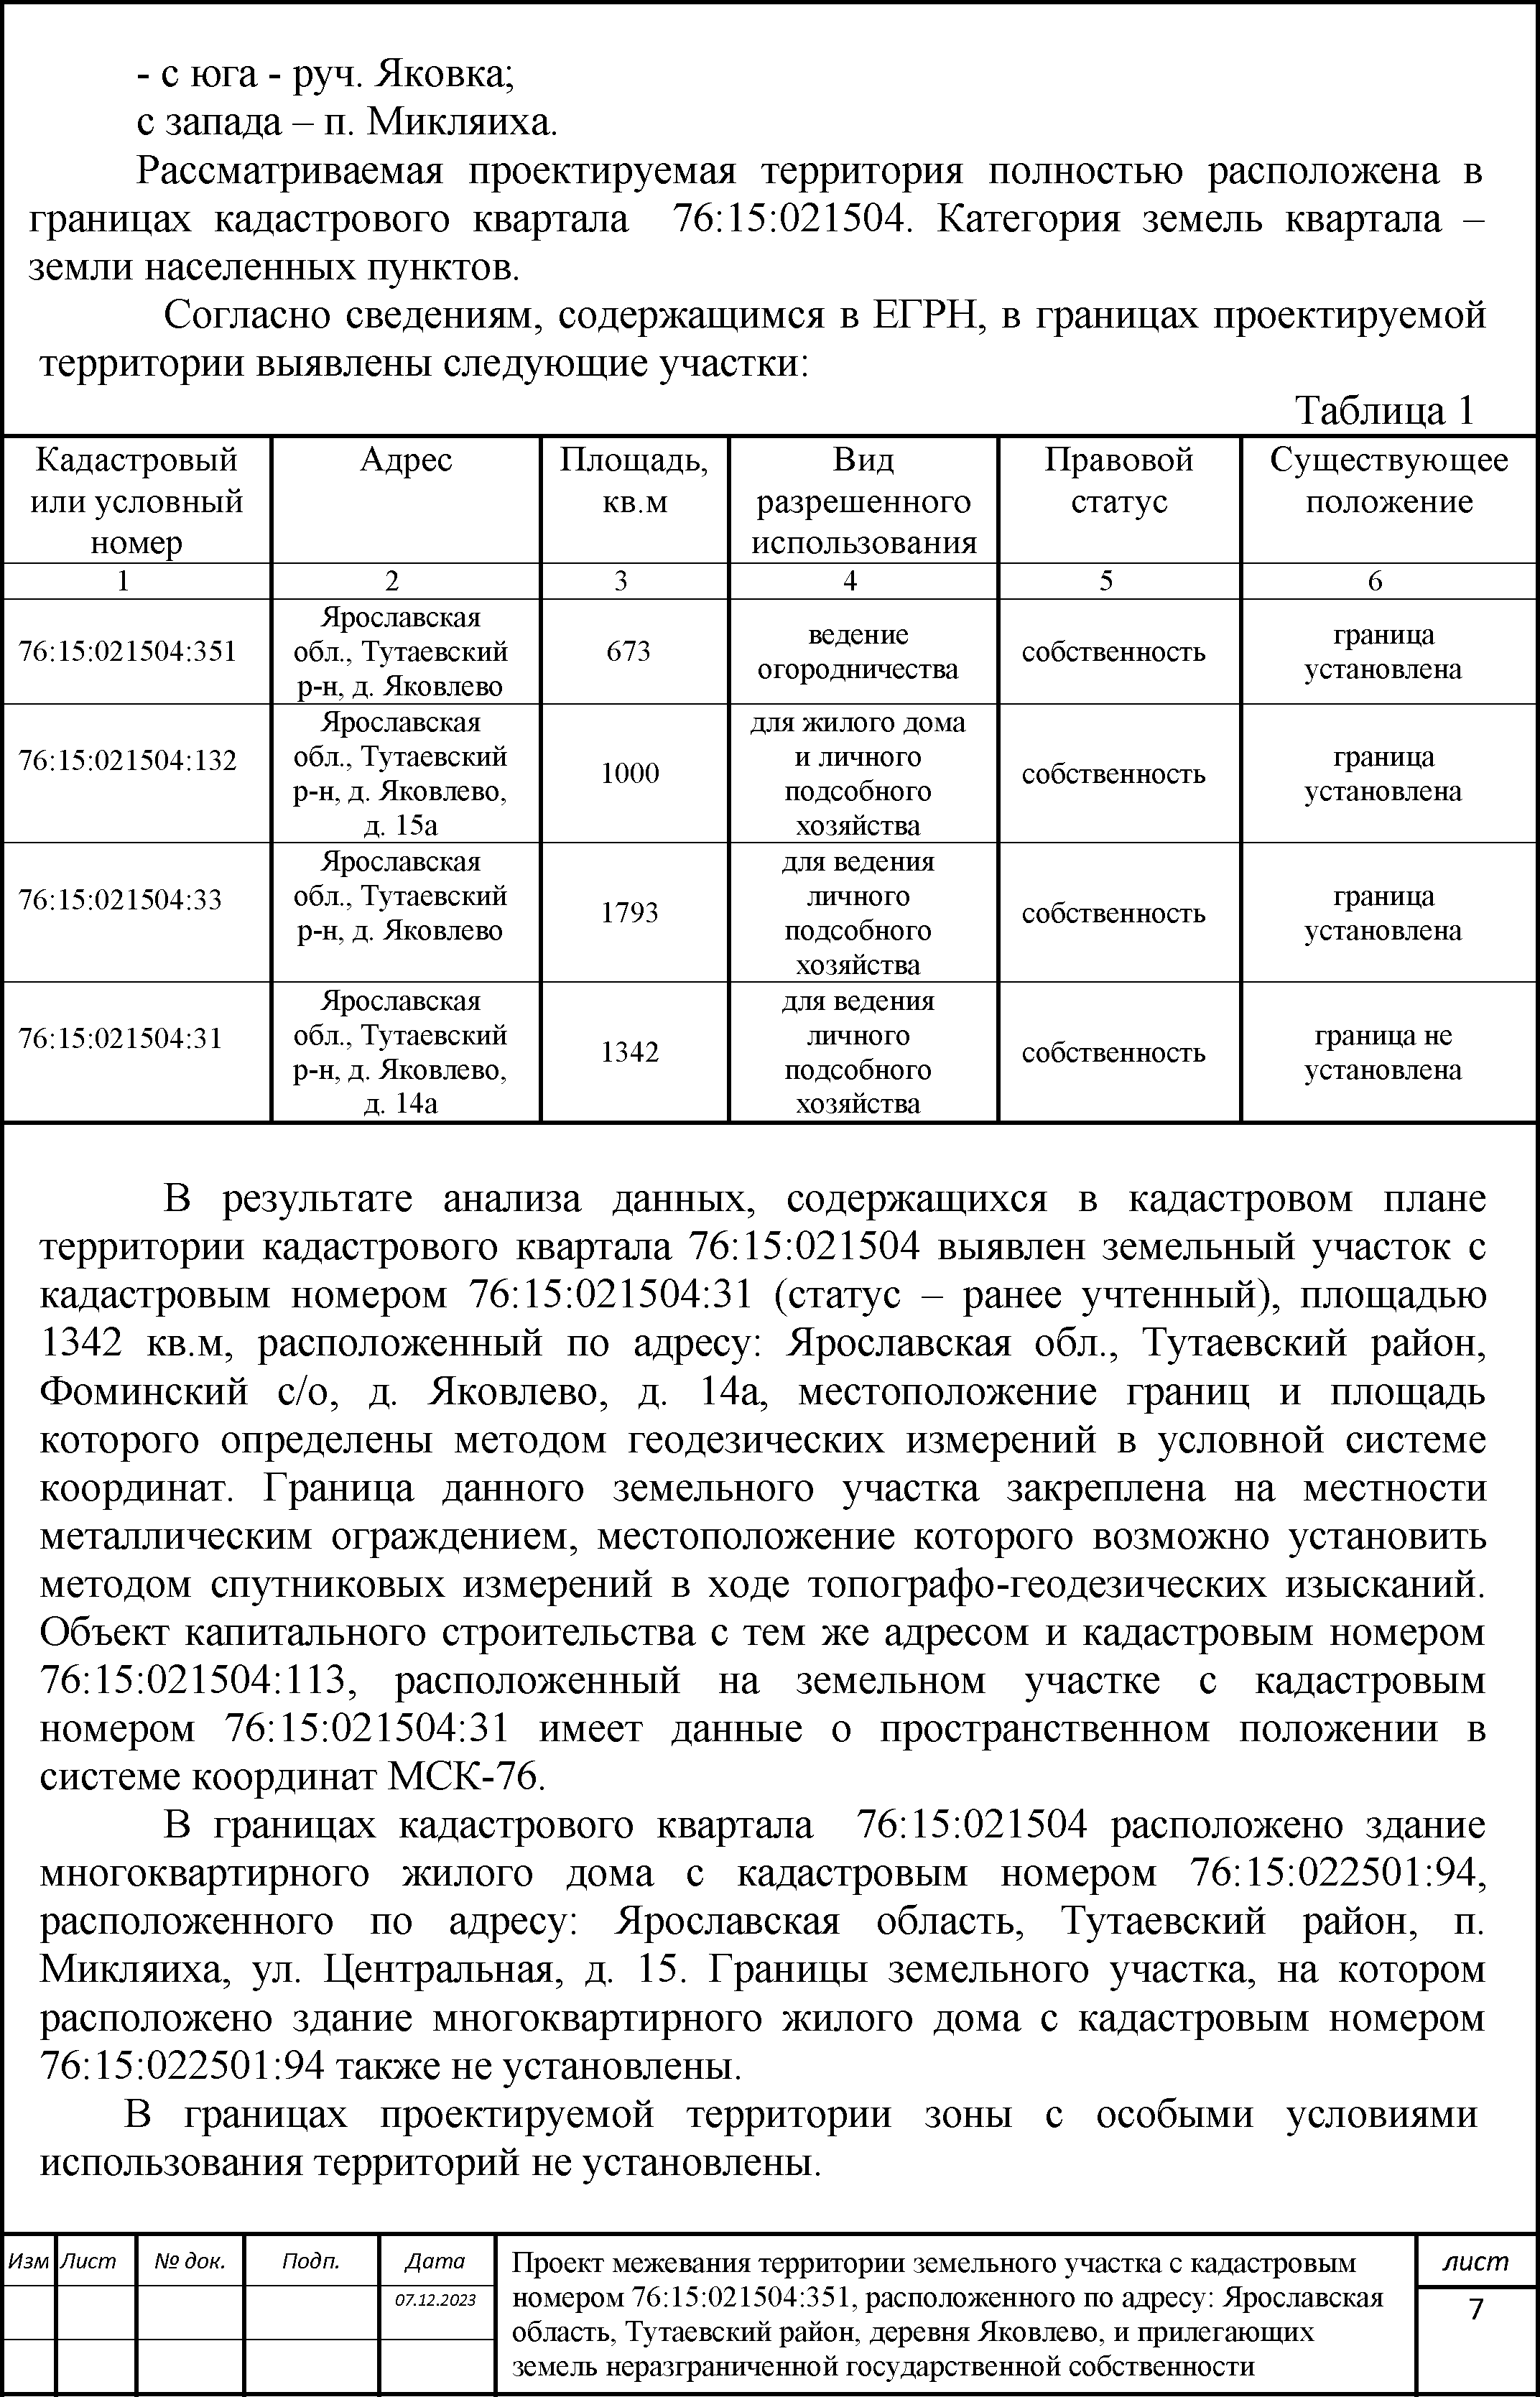 - с юга - руч. Яковка;
с запада – п. Микляиха.
Рассматриваемая проектируемая территория полностью расположена в
границах кадастрового квартала 76:15:021504. Категория земель квартала –
земли населенных пунктов.
Согласно сведениям, содержащимся в ЕГРН, в границах проектируемой
территории выявлены следующие участки:
Таблица 1
Кадастровый
или условный
номер
Адрес
Площадь,
кв.м
Вид
разрешенного
использования
Правовой
статус
Существующее
положение
1 2 3 4 5 6
76:15:021504:351
Ярославская
обл., Тутаевский
р-н, д. Яковлево
673
ведение
огородничества
собственность
граница
установлена
76:15:021504:132
Ярославская
обл., Тутаевский
р-н, д. Яковлево,
д. 15а
1000
для жилого дома
и личного
подсобного
хозяйства
собственность
граница
установлена
76:15:021504:33
Ярославская
обл., Тутаевский
р-н, д. Яковлево
1793
для ведения
личного
подсобного
хозяйства
собственность
граница
установлена
76:15:021504:31
Ярославская
обл., Тутаевский
р-н, д. Яковлево,
д. 14а
1342
для ведения
личного
подсобного
хозяйства
собственность
граница не
установлена
В результате анализа данных, содержащихся в кадастровом плане
территории кадастрового квартала 76:15:021504 выявлен земельный участок с
кадастровым номером 76:15:021504:31 (статус – ранее учтенный), площадью
1342 кв.м, расположенный по адресу: Ярославская обл., Тутаевский район,
Фоминский с/о, д. Яковлево, д. 14а, местоположение границ и площадь
которого определены методом геодезических измерений в условной системе
координат. Граница данного земельного участка закреплена на местности
металлическим ограждением, местоположение которого возможно установить
методом спутниковых измерений в ходе топографо-геодезических изысканий.
Объект капитального строительства с тем же адресом и кадастровым номером
76:15:021504:113, расположенный на земельном участке с кадастровым
номером 76:15:021504:31 имеет данные о пространственном положении в
системе координат МСК-76.
В границах кадастрового квартала 76:15:021504 расположено здание
многоквартирного жилого дома с кадастровым номером 76:15:022501:94,
расположенного по адресу: Ярославская область, Тутаевский район, п.
Микляиха, ул. Центральная, д. 15. Границы земельного участка, на котором
расположено здание многоквартирного жилого дома с кадастровым номером
76:15:022501:94 также не установлены.
В границах проектируемой территории зоны с особыми условиями
использования территорий не установлены.
Изм Лист № док. Подп. Дата
07.12.2023
Проект межевания территории земельного участка с кадастровым
номером 76:15:021504:351, расположенного по адресу: Ярославская
область, Тутаевский район, деревня Яковлево, и прилегающих
земель неразграниченной государственной собственности
лист
7